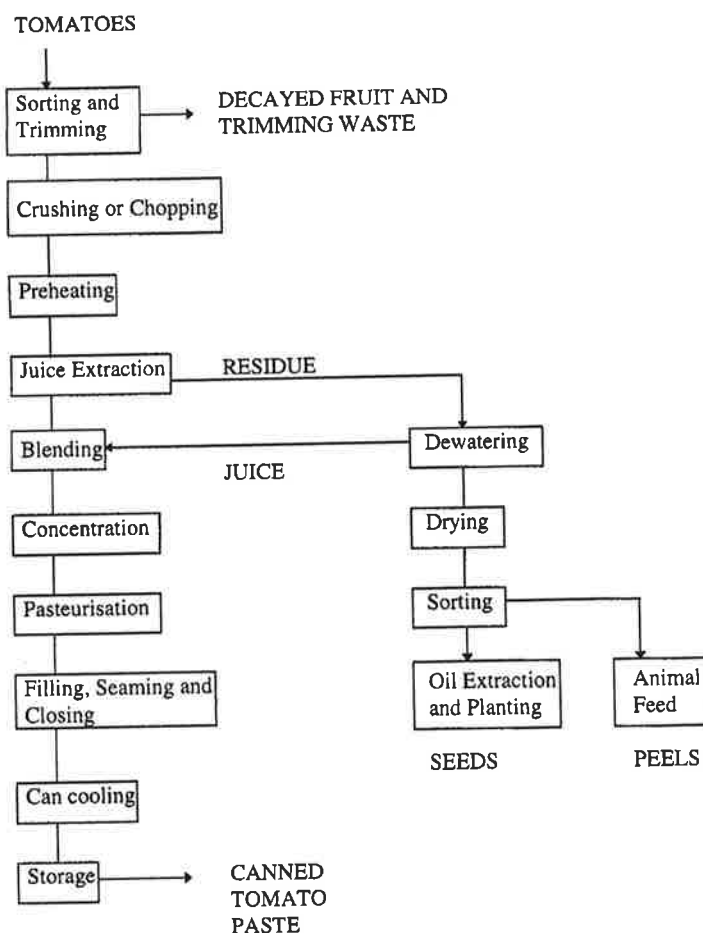 TOMATOES
Sorting and
Trimming
DECAYED FRUIT AND
TRIMMING WASTE
Crushing or Chopping
Preheating
Juice Extraction
RESIDUE
Blending
JUICE
Dewatering
Concentration
Drying
Pasteurisation
Sorting
Filling, Seaming and
Closing
Oil Extraction
and Planting
SEEDS
Animal
Feed
PEELS
Can cooling
Storage
CANNED
TOMATO
PASTE